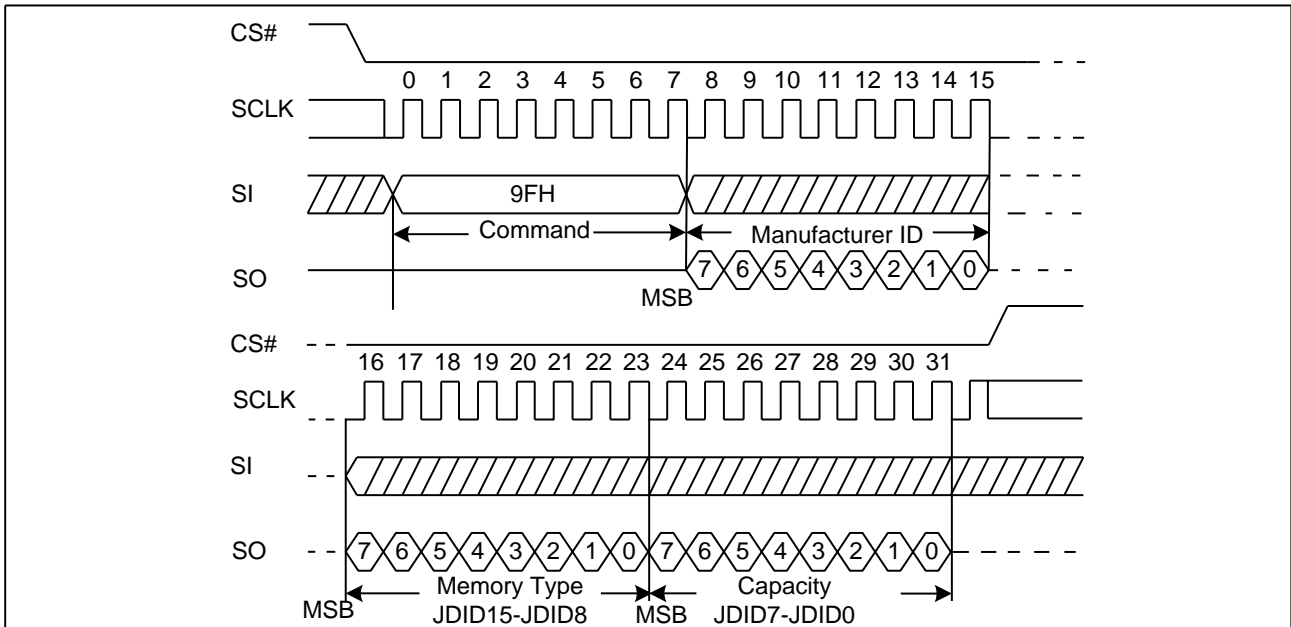 CS#
0 1 2 3 4 5 6 7 8 9 10 11 12 13 14 15
SCLK
SI 9FH
Command Manufacturer ID
SO 7 6 5 4 3 2 1 0
MSB
CS#
16 17 18 19 20 21 22 23 24 25 26 27 28 29 30 31
SCLK
SI
SO 7 6 5 4 3 2 1 0 7 6 5 4 3 2 1 0
Memory Type Capacity
MSB JDID15-JDID8 MSB JDID7-JDID0